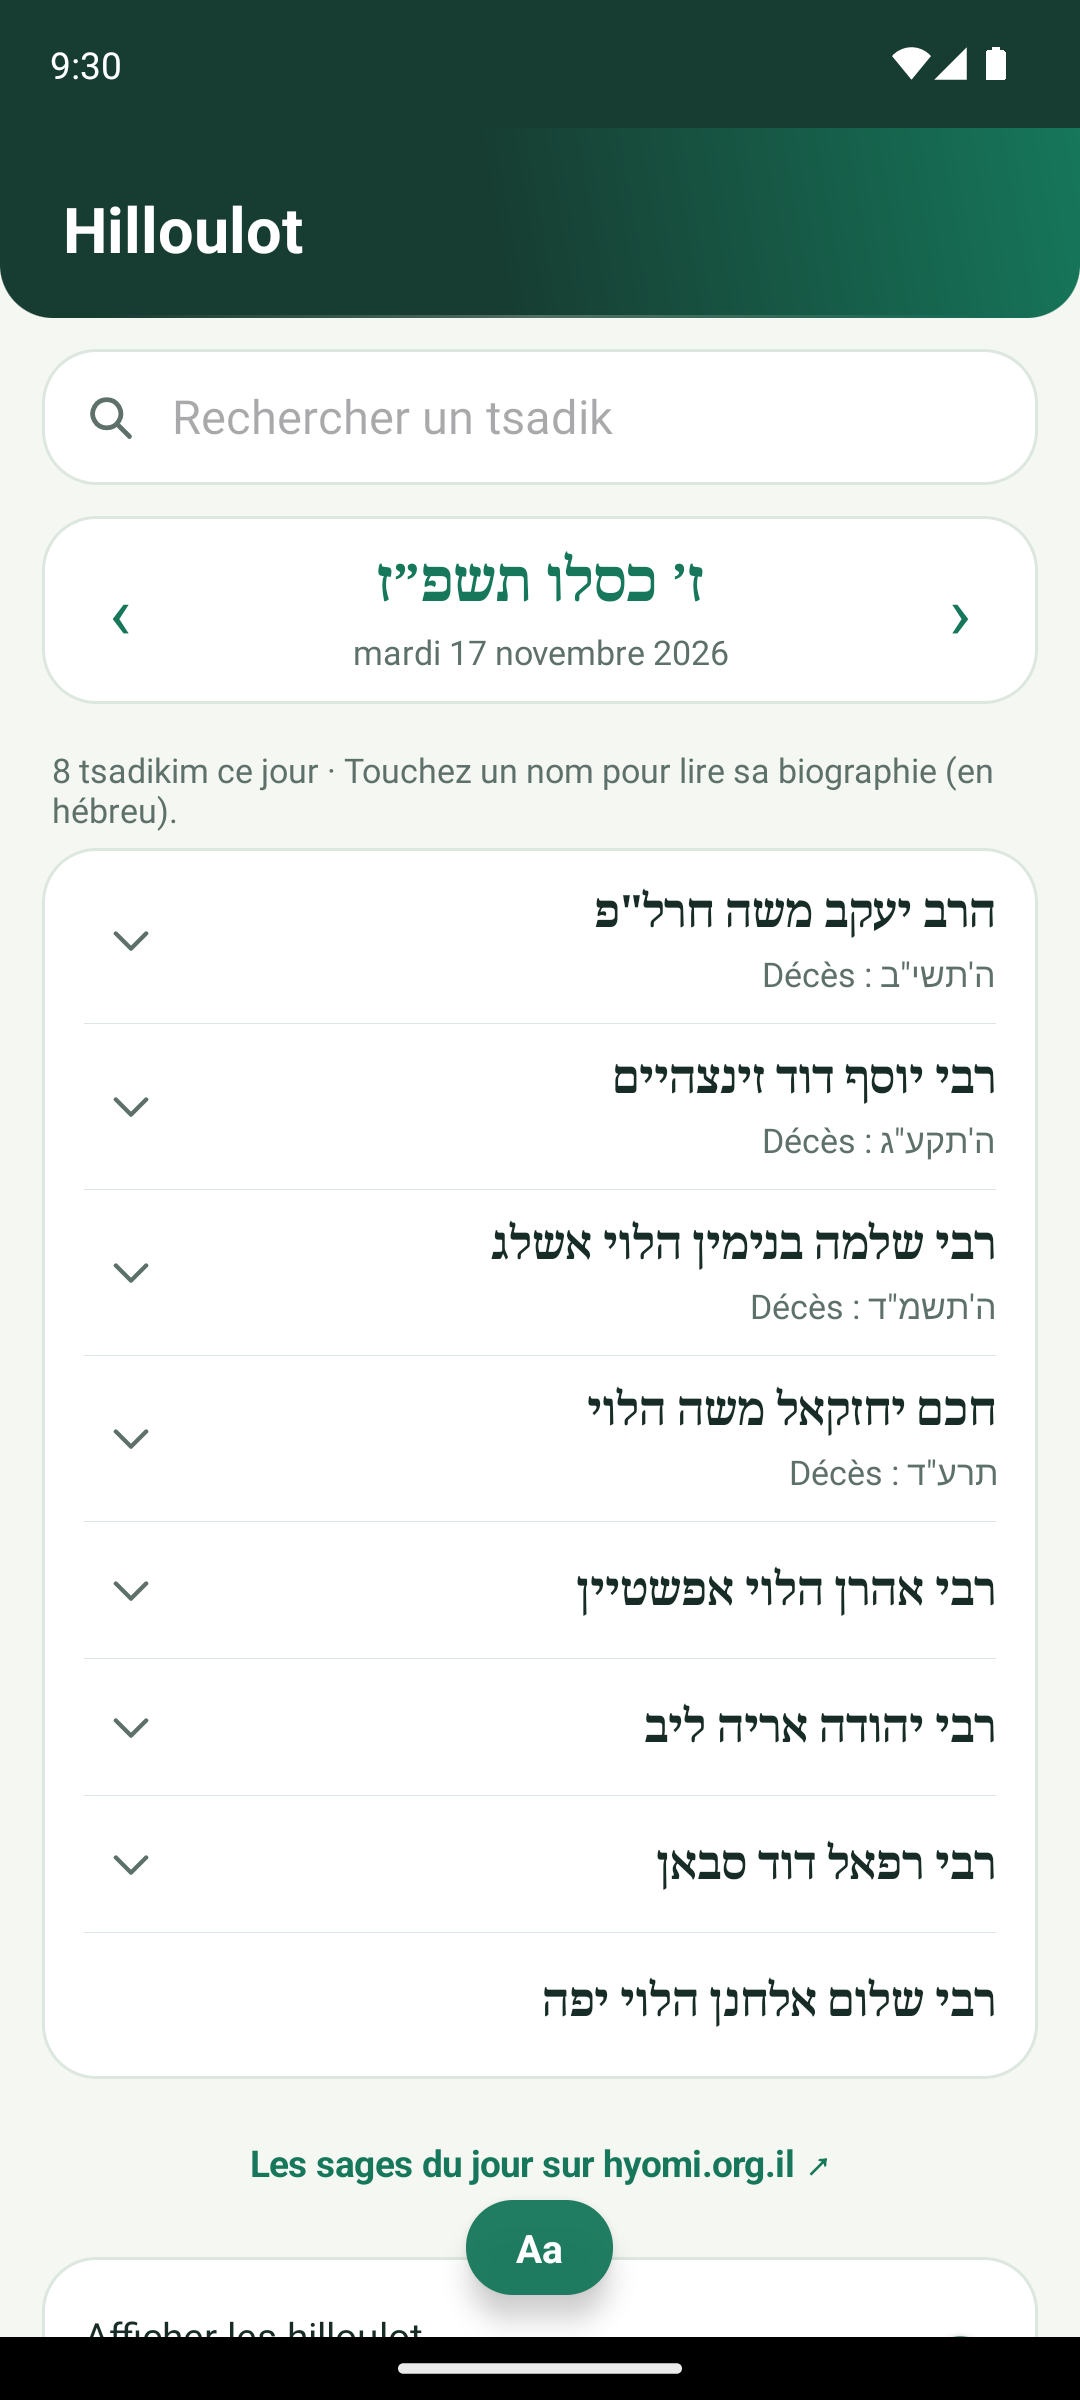 9:30
Hilloulot
Rechercher un tsadik
ז׳ כסלו תשפ״ז
mardi 17 novembre 2026
8 tsadikim ce jour · Touchez un nom pour lire sa biographie (en
hébreu).
הרב יעקב משה חרל"פ
Décès : ה'תשי"ב
רבי יוסף דוד זינצהיים
Décès : ה'תקע"ג
רבי שלמה בנימין הלוי אשלג
Décès : ה'תשמ"ד
חכם יחזקאל משה הלוי
Décès : תרע"ד
רבי אהרן הלוי אפשטיין
רבי יהודה אריה ליב
רבי רפאל דוד סבאן
רבי שלום אלחנן הלוי יפה
Les sages du jour sur hyomi.org.il ↗
Aa
Afficher les hilloulot